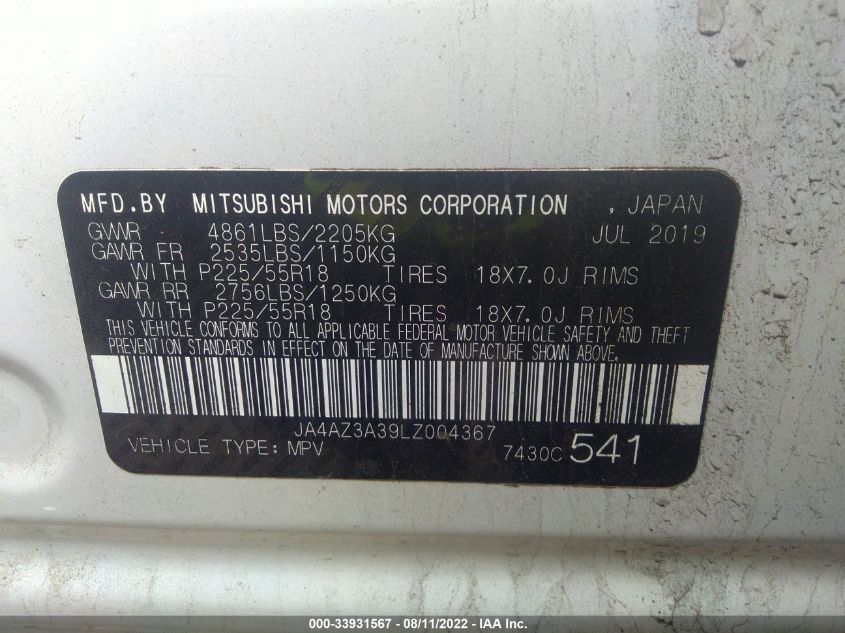 MFD.BY MITSUBISHI MOTORS CORPORATION , JAPAN
GVWR 4861LBS/2205KG JUL 2019
GAWR FR 2535LBS/1150KG
WITH P225/55R18 TIRES 18X7.0J RIMS
GAWR RR 2756LBS/1250KG
WITH P225/55R18 TIRES 18X7.0J RIMS
THIS VEHICLE CONFORMS TO ALL APPLICABLE FEDERAL MOTOR VEHICLE SAFETY AND THEFT
PREVENTION STANDARDS IN EFFECT ON THE DATE OF MANUFACTURE SHOWN ABOVE.
JA4AZ3A39LZ004367
VEHICLE TYPE: MPV 7430C 541
000-33931567 - 08/11/2022 - IAA Inc.